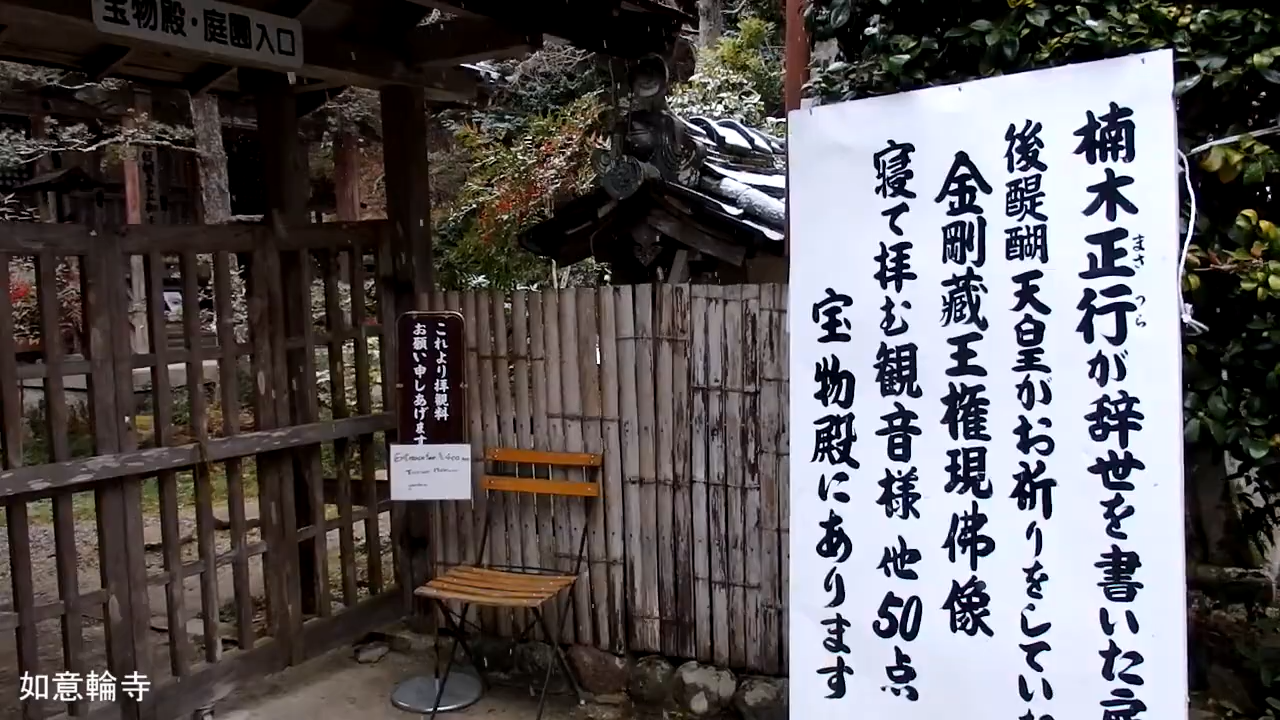 宝物殿・庭園入口
これより拝観料
お願い申しあげます
楠木正行が辞世を書いた
まさ
つら
後醍醐天皇がお祈りをしてい
金剛蔵王権現佛像
寝て拝む観音様 他50点
宝物殿にあります
如意輪寺